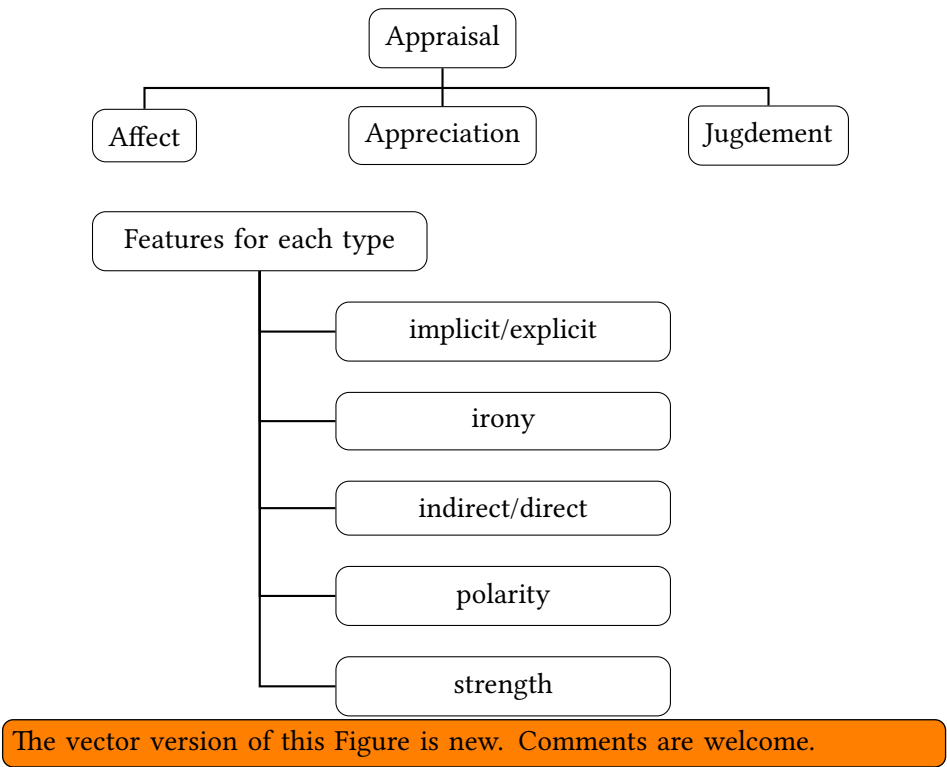 Appraisal
Affect
Appreciation
Jugdement
Features for each type
implicit/explicit
irony
indirect/direct
polarity
strength
The vector version of this Figure is new. Comments are welcome.